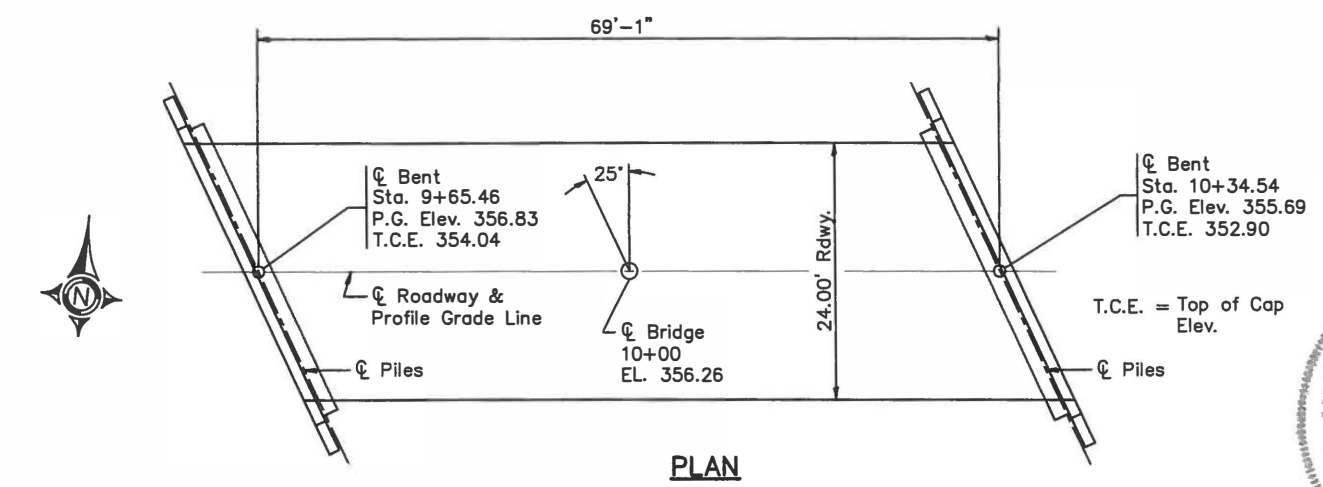 69'-1"
25°
℄ Bent
Sta. 9+65.46
P.G. Elev. 356.83
T.C.E. 354.04
℄ Bent
Sta. 10+34.54
P.G. Elev. 355.69
T.C.E. 352.90
24.00' Rdwy.
N
℄ Roadway &
Profile Grade Line
T.C.E. = Top of Cap
Elev.
℄ Bridge
10+00
EL. 356.26
℄ Piles
℄ Piles
PLAN